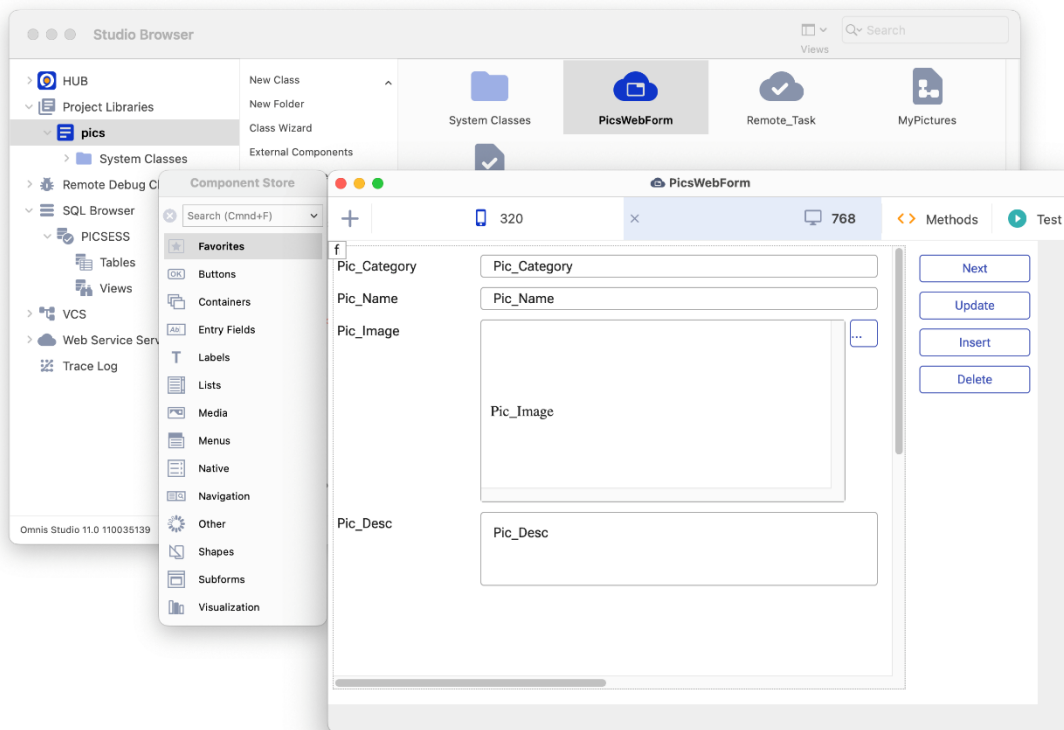 Studio Browser
Views
Search
HUB
Project Libraries
pics
System Classes
Remote Debug Cl
SQL Browser
PICSESS
Tables
Views
VCS
Web Service Serv
Trace Log
Omnis Studio 11.0 110035139
New Class
New Folder
Class Wizard
External Components
System Classes
PicsWebForm
Remote_Task
MyPictures
Component Store
Search (Cmnd+F)
Favorites
OK Buttons
Containers
Ab Entry Fields
T Labels
Lists
Media
Menus
Native
Navigation
Other
Shapes
Subforms
Visualization
PicsWebForm
320
768
Methods
Test
f
Pic_Category
Pic_Category
Pic_Name
Pic_Name
Pic_Image
Pic_Image
...
Pic_Desc
Pic_Desc
Next
Update
Insert
Delete